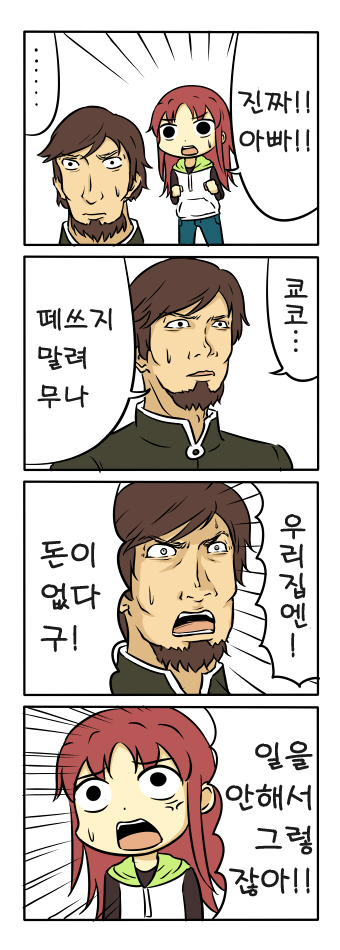 ......
진짜!!
아빠!!
쿄
코...
떼쓰지
말려
무나
우리집엔!
돈이
없다
구!
일을
안해서
그렇
잖아!!